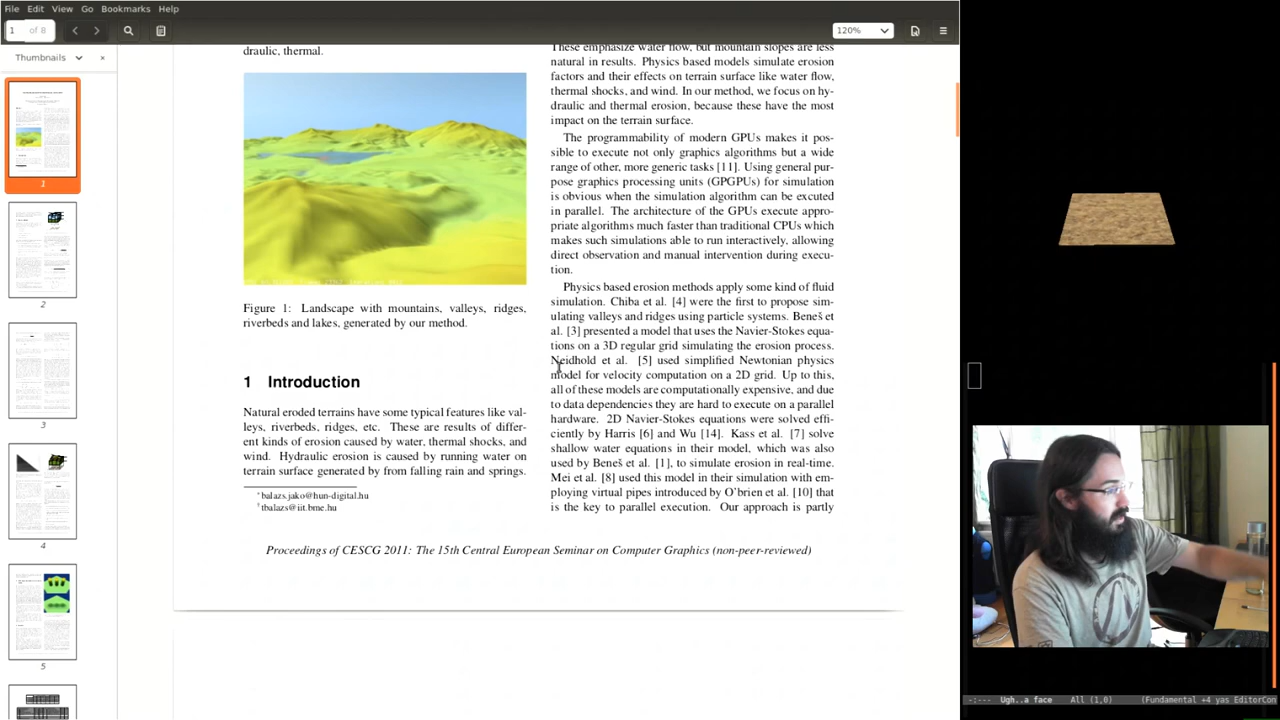 File Edit View Go Bookmarks Help
1 of 8
120%
Thumbnails
1
2
3
4
5
draulic, thermal.
Figure 1: Landscape with mountains, valleys, ridges,
riverbeds and lakes, generated by our method.
1 Introduction
Natural eroded terrains have some typical features like val-
leys, riverbeds, ridges, etc. These are results of differ-
ent kinds of erosion caused by water, thermal shocks, and
wind. Hydraulic erosion is caused by running water on
terrain surface generated by from falling rain and springs.
*balazs.jako@hun-digital.hu
†tbalazs@iit.bme.hu
These emphasize water flow, but mountain slopes are less
natural in results. Physics based models simulate erosion
factors and their effects on terrain surface like water flow,
thermal shocks, and wind. In our method, we focus on hy-
draulic and thermal erosion, because these have the most
impact on the terrain surface.
The programmability of modern GPUs makes it pos-
sible to execute not only graphics algorithms but a wide
range of other, more generic tasks [11]. Using general pur-
pose graphics processing units (GPGPUs) for simulation
is obvious when the simulation algorithm can be excuted
in parallel. The architecture of the GPUs execute appro-
priate algorithms much faster than traditional CPUs which
makes such simulations able to run interactively, allowing
direct observation and manual intervention during execu-
tion.
Physics based erosion methods apply some kind of fluid
simulation. Chiba et al. [4] were the first to propose sim-
ulating valleys and ridges using particle systems. Beneš et
al. [3] presented a model that uses the Navier-Stokes equa-
tions on a 3D regular grid simulating the erosion process.
Neidhold et al. [5] used simplified Newtonian physics
model for velocity computation on a 2D grid. Up to this,
all of these models are computationally expensive, and due
to data dependencies they are hard to execute on a parallel
hardware. 2D Navier-Stokes equations were solved effi-
ciently by Harris [6] and Wu [14]. Kass et al. [7] solve
shallow water equations in their model, which was also
used by Beneš et al. [1], to simulate erosion in real-time.
Mei et al. [8] used this model in their simulation with em-
ploying virtual pipes introduced by O'brien et al. [10] that
is the key to parallel execution. Our approach is partly
Proceedings of CESCG 2011: The 15th Central European Seminar on Computer Graphics (non-peer-reviewed)
-:--- Ugh..a face All (1,0) (Fundamental +4 yas EditorCon